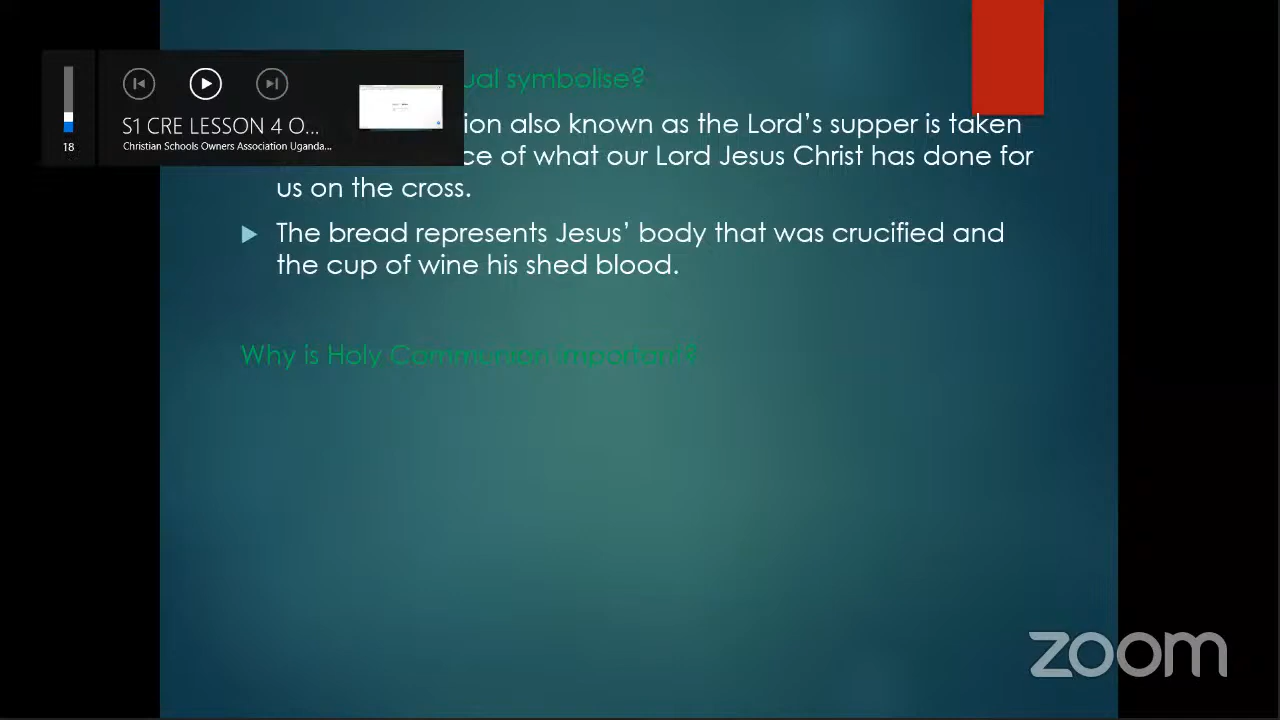 ual symbolise?
S1 CRE LESSON 4 O...
Christian Schools Owners Association Uganda...
18
ion also known as the Lord's supper is taken
ce of what our Lord Jesus Christ has done for
us on the cross.
The bread represents Jesus' body that was crucified and
the cup of wine his shed blood.
Why is Holy Communion important?
zoom